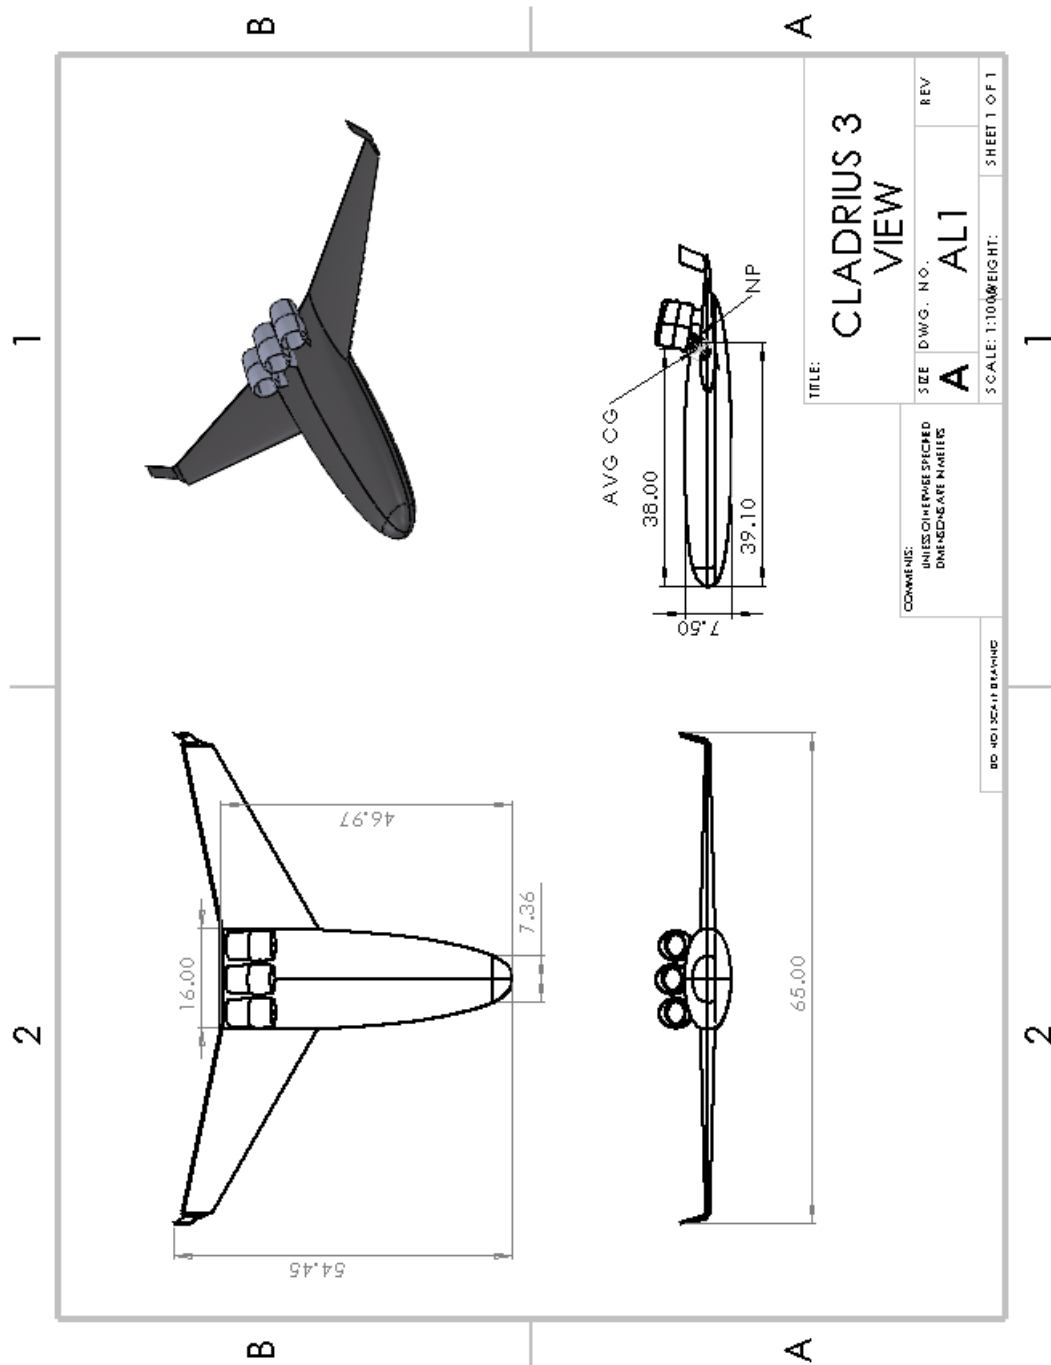 2
1
B
B
54.45
16.00
46.97
7.36
65.00
AVG CG
38.00
7.50
39.10
NP
A
A
TITLE:
CLADRIUS 3
VIEW
SIZE
DWG. NO.
REV
A
AL1
SCALE: 1:1000
WEIGHT:
SHEET 1 OF 1
COMMENTS:
UNLESS OTHERWISE SPECIFIED
DIMENSIONS ARE IN METERS
DO NOT SCALE DRAWING
2
1